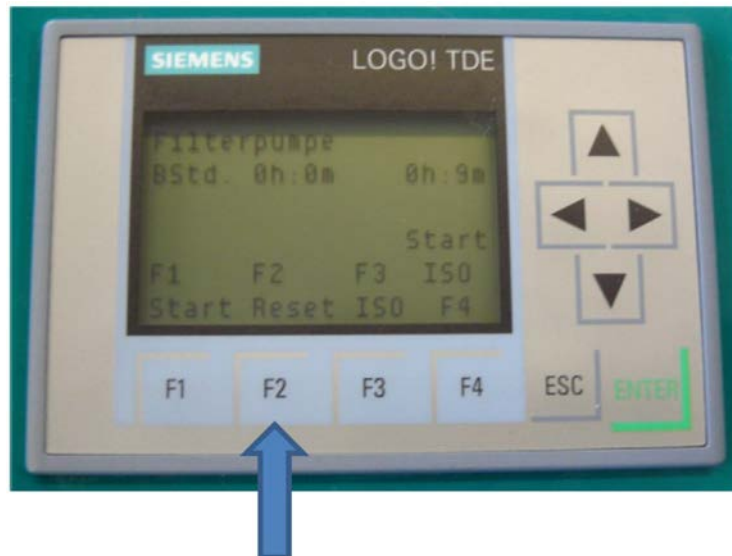 SIEMENS LOGO! TDE
Filterpumpe
BStd. 0h:0m 0h:9m
Start
F1 F2 F3 ISO
Start Reset ISO F4
F1 F2 F3 F4 ESC ENTER